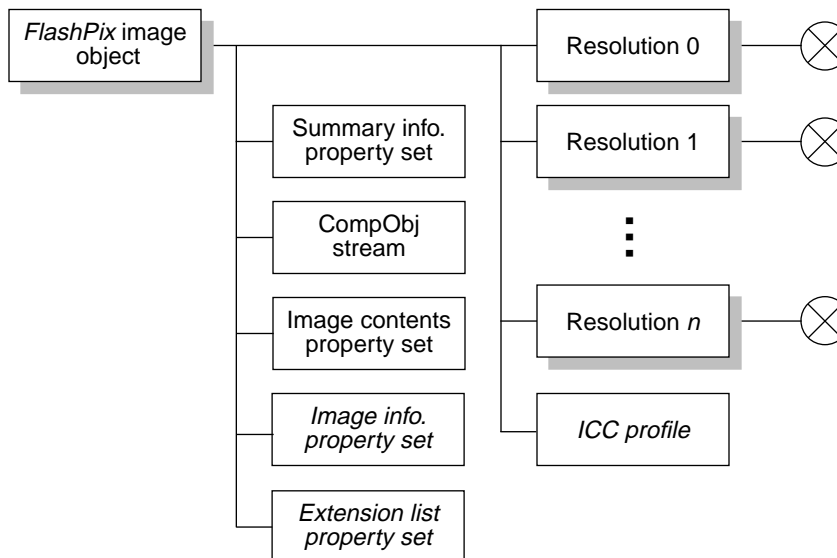 FlashPix image
object
Summary info.
property set
CompObj
stream
Image contents
property set
Image info.
property set
Extension list
property set
Resolution 0
Resolution 1
Resolution n
ICC profile